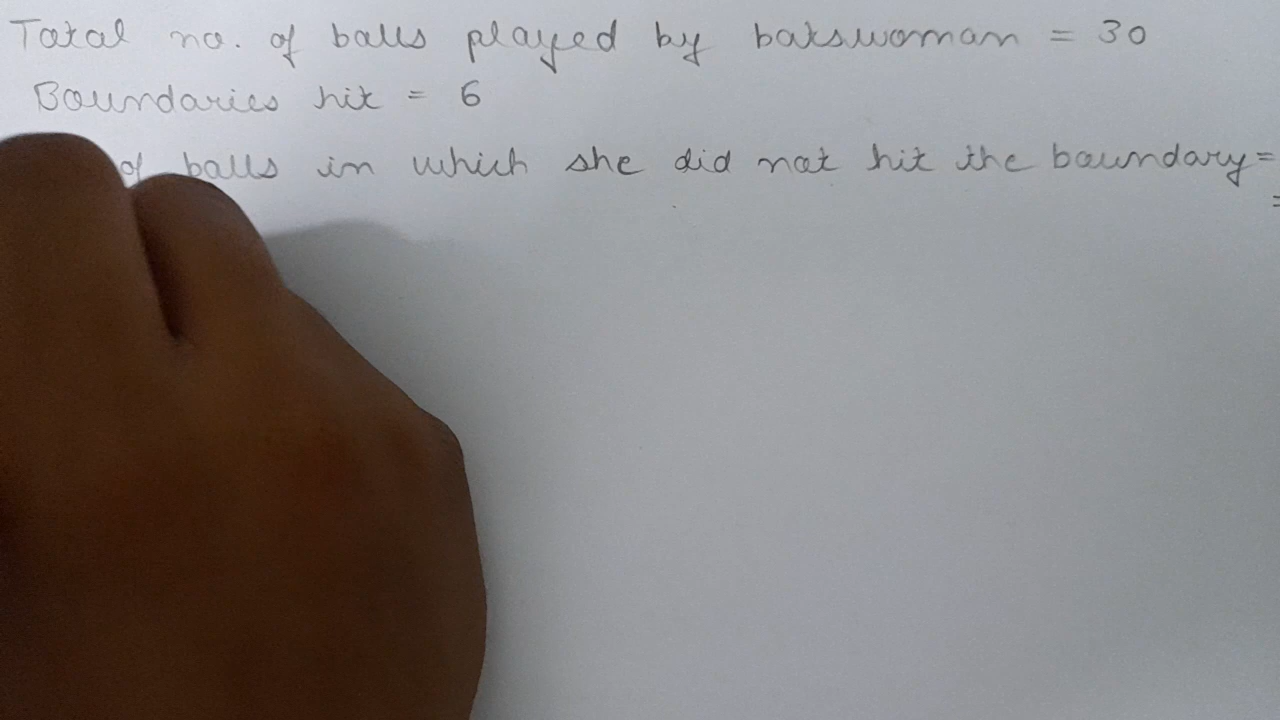 Total no. of balls played by batswoman = 30
Boundaries hit = 6
of balls in which she did not hit the boundary =
=